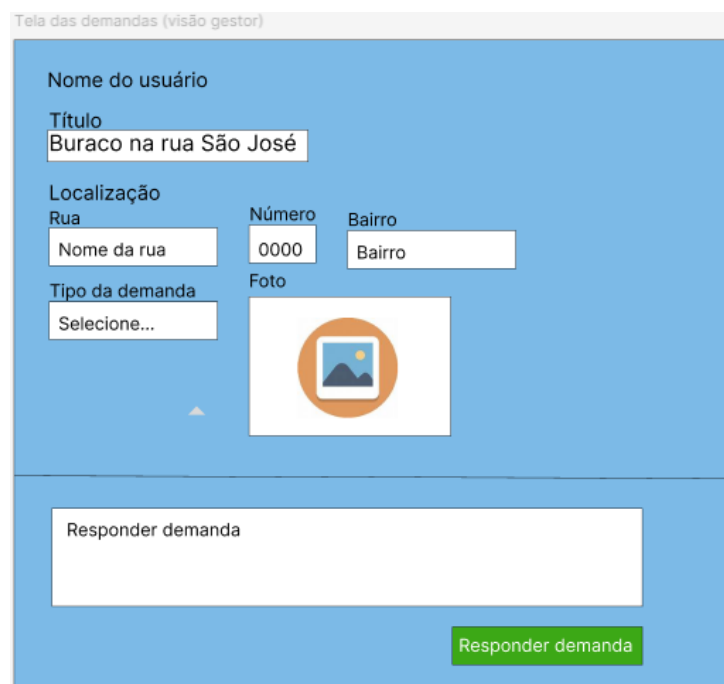 Tela das demandas (visão gestor)
Nome do usuário
Título
Buraco na rua São José
Localização
Rua
Número
Bairro
Nome da rua
0000
Bairro
Tipo da demanda
Foto
Selecione...
Responder demanda
Responder demanda